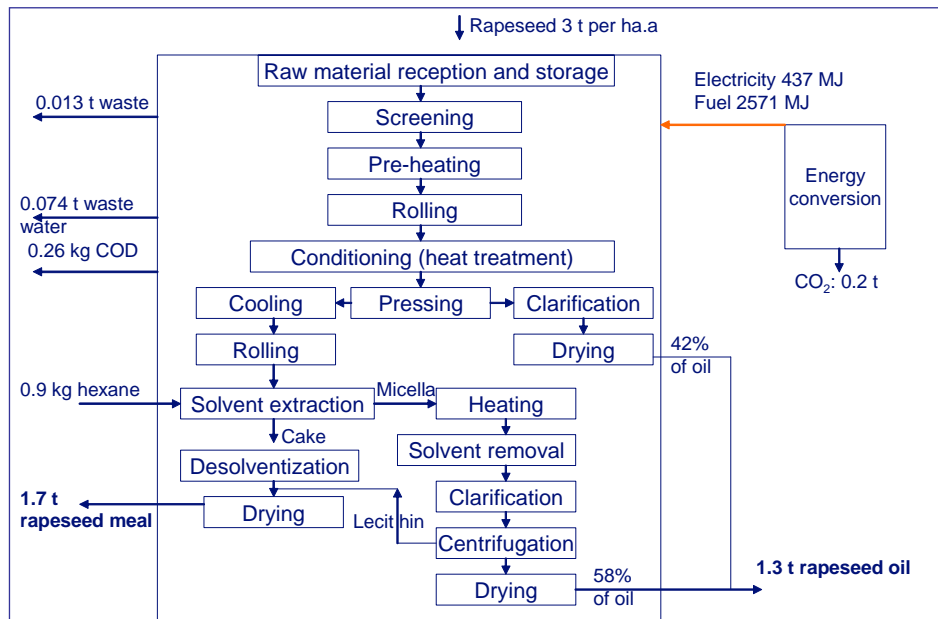 Rapeseed 3 t per ha.a
Raw material reception and storage
Electricity 437 MJ
Fuel 2571 MJ
0.013 t waste
Screening
Pre-heating
Energy
conversion
0.074 t waste
water
Rolling
0.26 kg COD
Conditioning (heat treatment)
CO₂: 0.2 t
Cooling
Pressing
Clarification
Rolling
Drying
42%
of oil
0.9 kg hexane
Solvent extraction
Micella
Heating
Cake
Solvent removal
Desolventization
1.7 t
rapeseed meal
Drying
Lecit hin
Clarification
Centrifugation
1.3 t rapeseed oil
Drying
58%
of oil